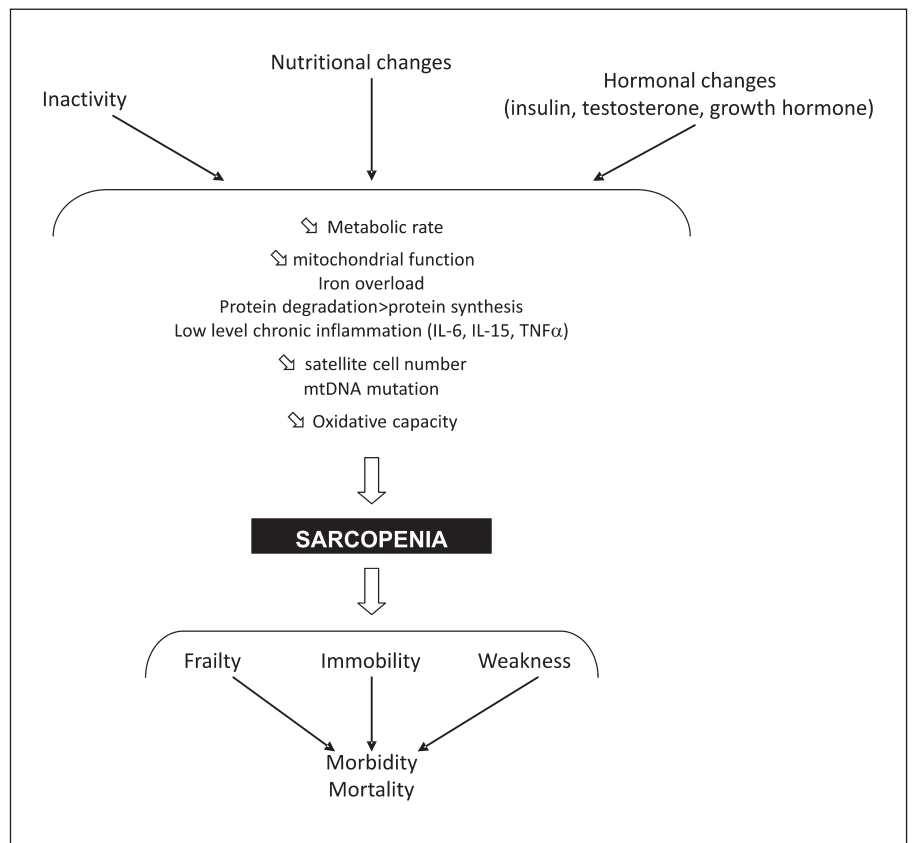 Nutritional changes
Inactivity
Hormonal changes
(insulin, testosterone, growth hormone)
Metabolic rate
mitochondrial function
Iron overload
Protein degradation>protein synthesis
Low level chronic inflammation (IL-6, IL-15, TNFα)
satellite cell number
mtDNA mutation
Oxidative capacity
SARCOPENIA
Frailty Immobility Weakness
Morbidity
Mortality